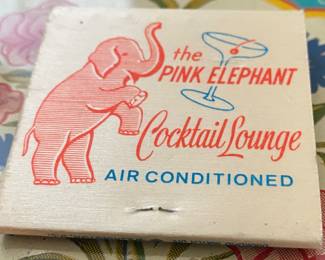 the
PINK ELEPHANT
Cocktail Lounge
AIR CONDITIONED